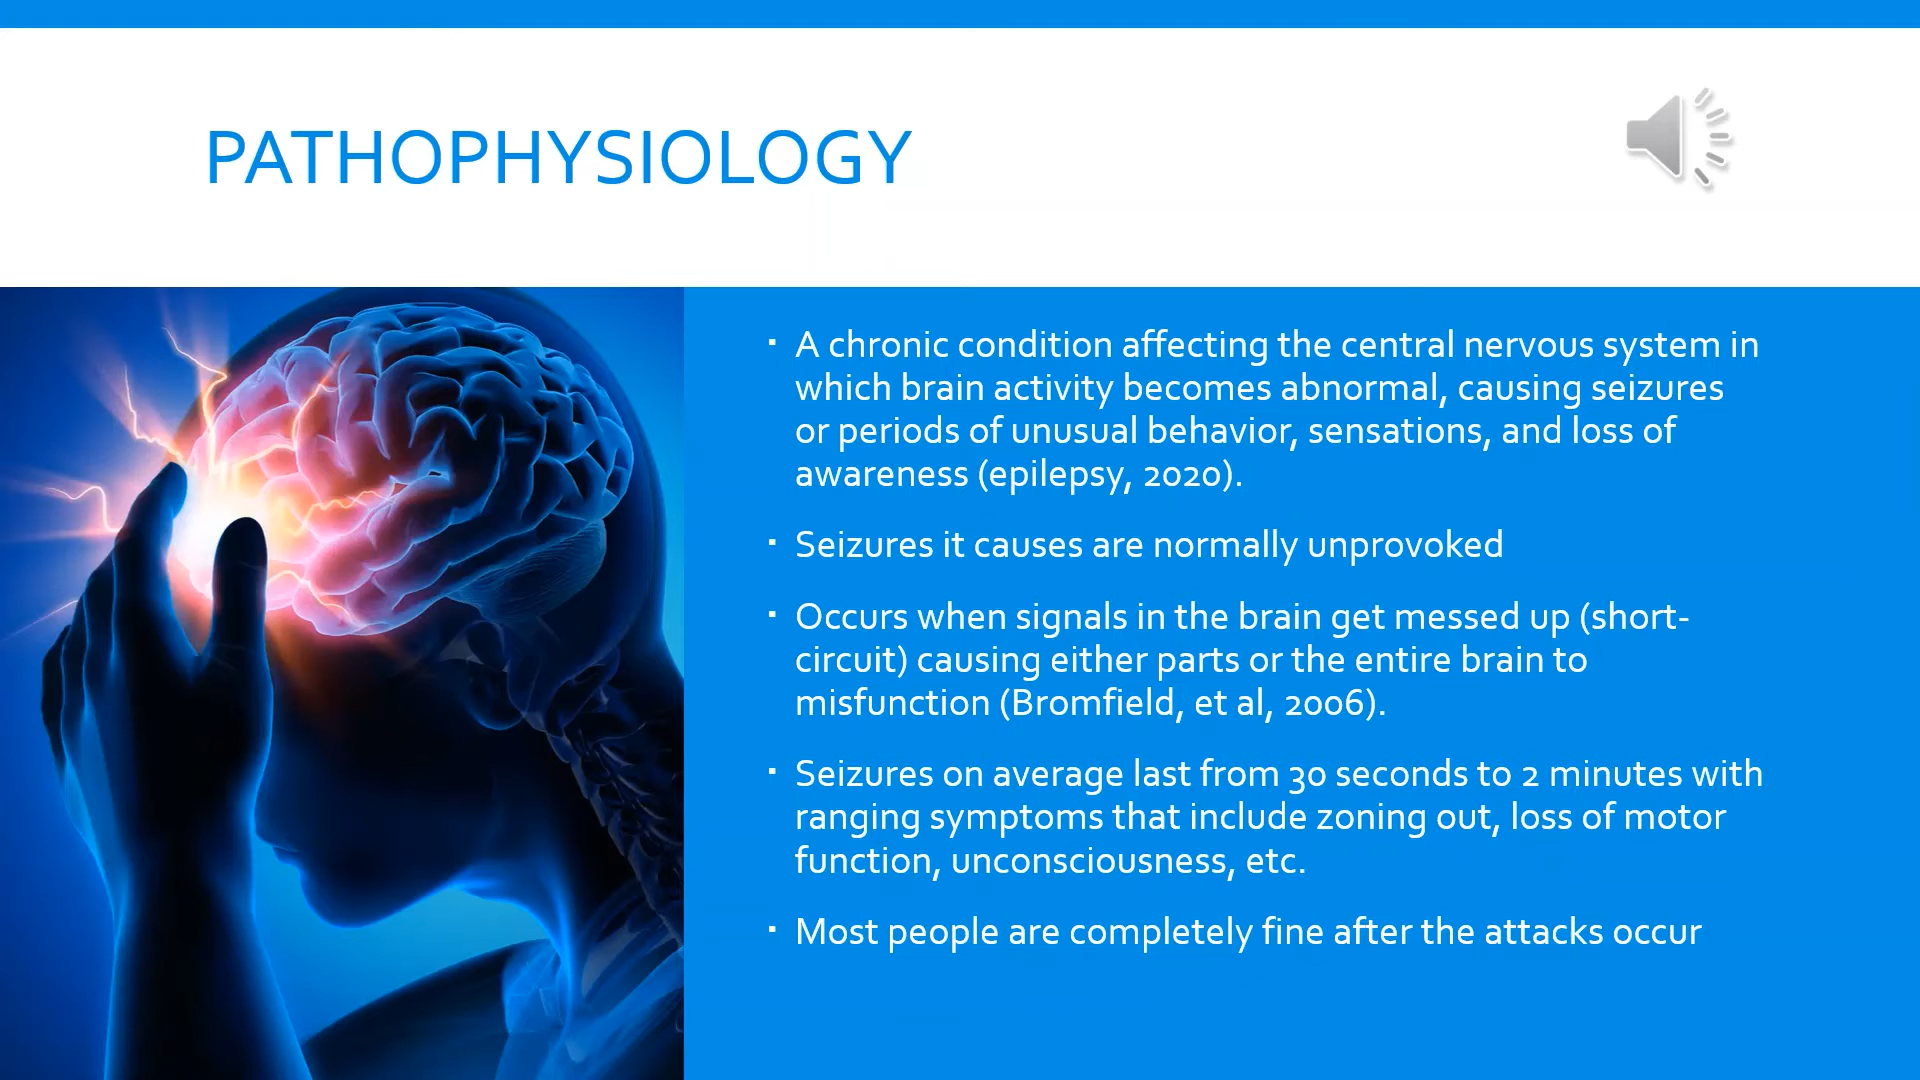 PATHOPHYSIOLOGY
▪ A chronic condition affecting the central nervous system in
which brain activity becomes abnormal, causing seizures
or periods of unusual behavior, sensations, and loss of
awareness (epilepsy, 2020).
▪ Seizures it causes are normally unprovoked
▪ Occurs when signals in the brain get messed up (short-
circuit) causing either parts or the entire brain to
misfunction (Bromfield, et al, 2006).
▪ Seizures on average last from 30 seconds to 2 minutes with
ranging symptoms that include zoning out, loss of motor
function, unconsciousness, etc.
▪ Most people are completely fine after the attacks occur